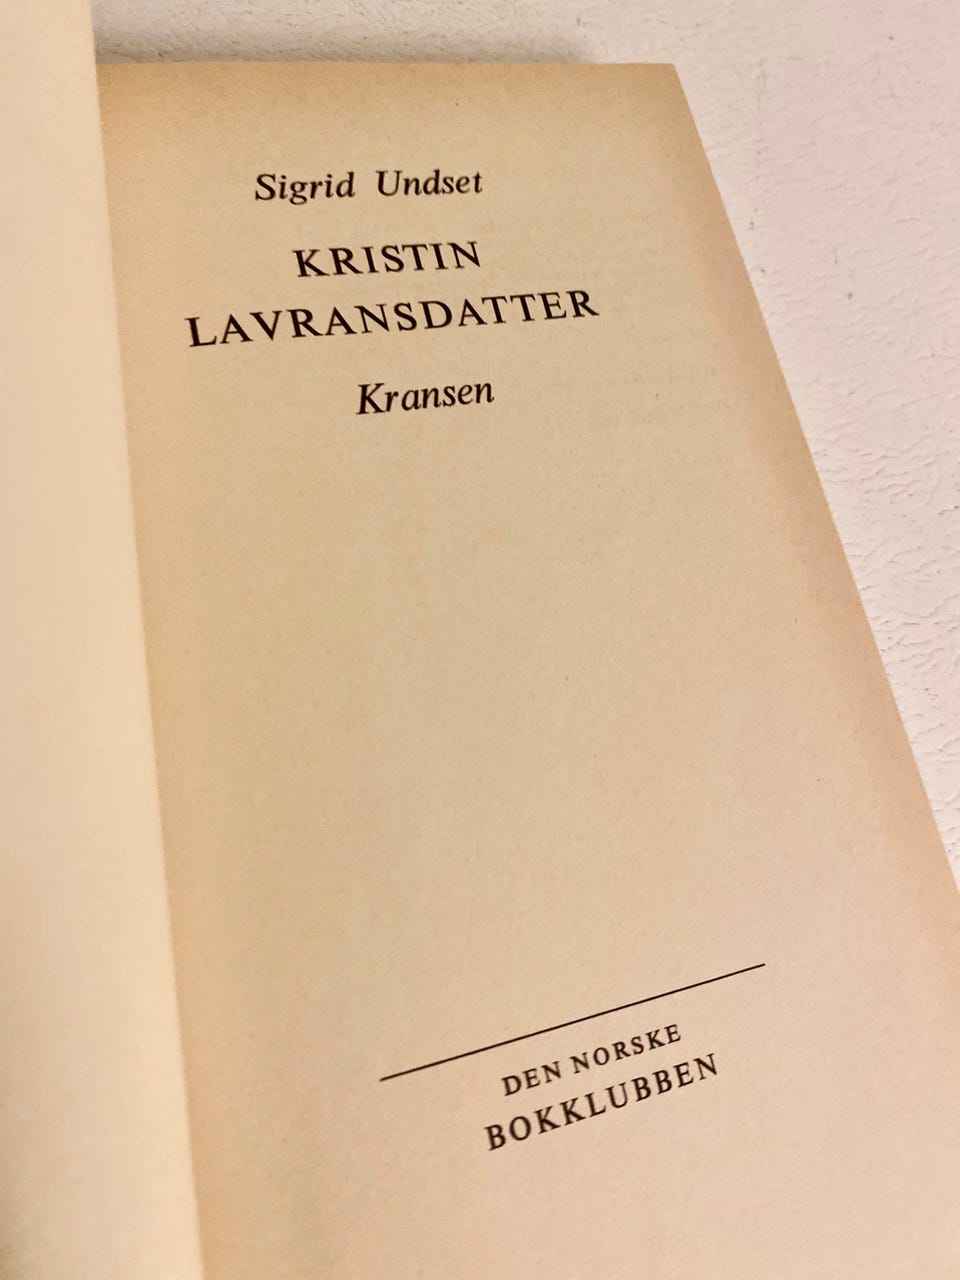 Sigrid Undset
KRISTIN
LAVRANSDATTER
Kransen
DEN NORSKE
BOKKLUBBEN